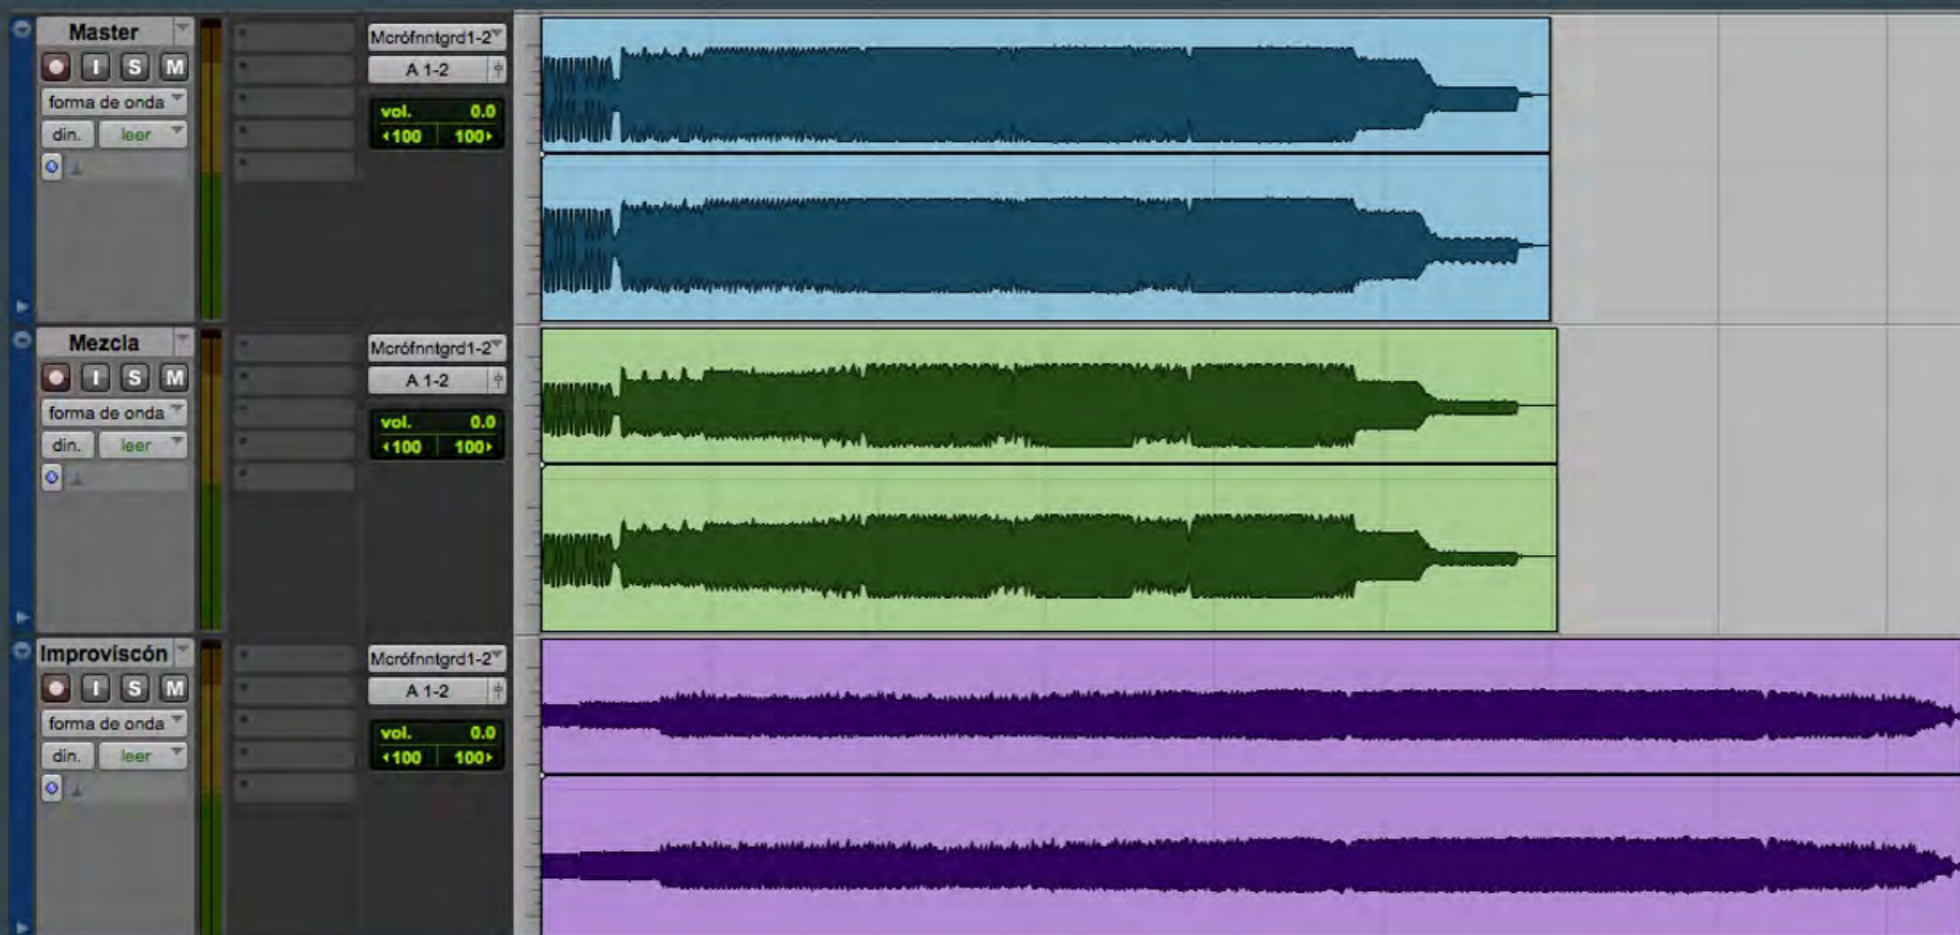 Master
Mcrófnntgrd1-2
I S M
A 1-2
forma de onda
vol. 0.0
din. leer
100 100
Mezcla
Mcrófnntgrd1-2
I S M
A 1-2
forma de onda
vol. 0.0
din. leer
100 100
Improviscón
Mcrófnntgrd1-2
I S M
A 1-2
forma de onda
vol. 0.0
din. leer
100 100